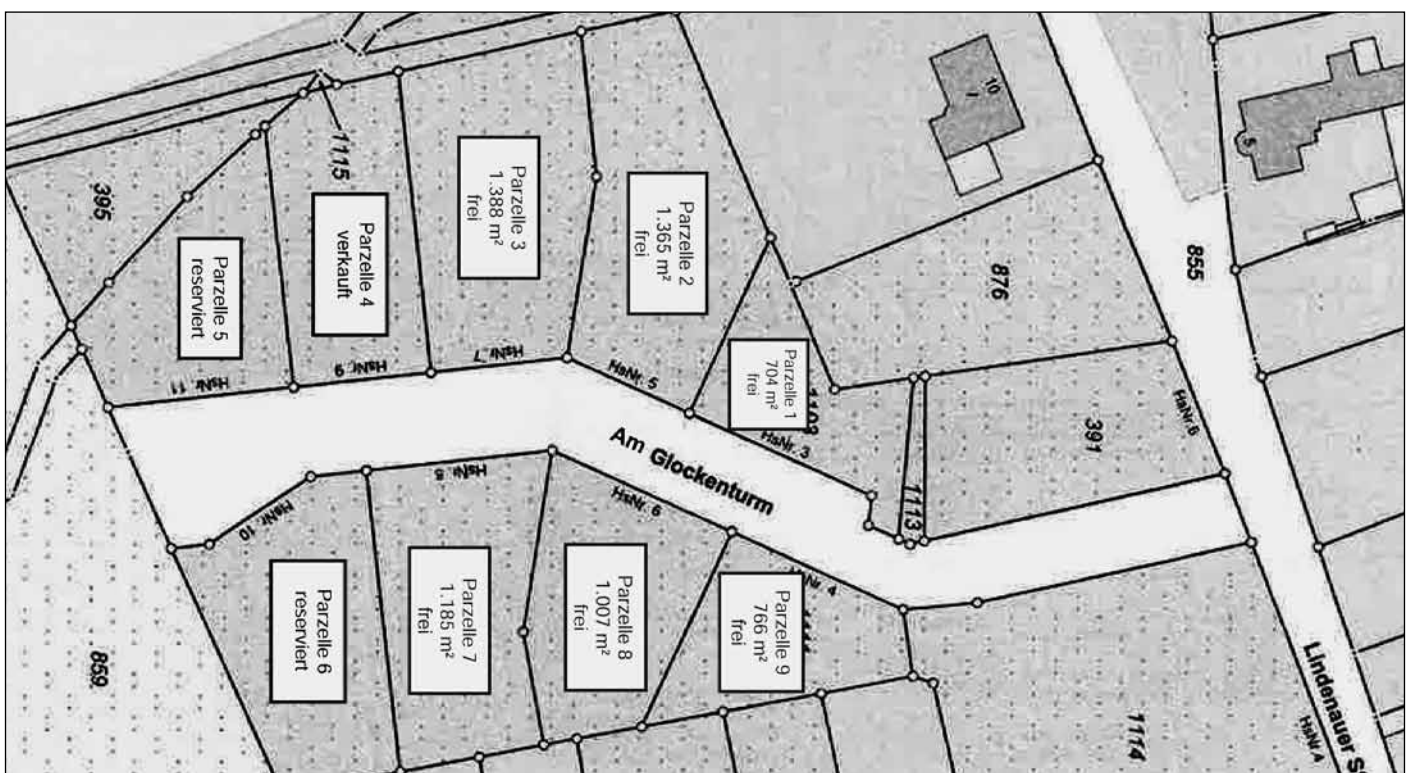 10
5
1115
395
Parzelle 3
1.388 m²
frei
Parzelle 2
1.365 m²
frei
Parzelle 4
verkauft
Parzelle 5
reserviert
855
876
Parzelle 1
704 m²
frei
HsNr. 11
HsNr. 9
HsNr. 7
HsNr. 5
HsNr. 3
HsNr. 6
391
Am Glockenturm
1113
HsNr. 10
HsNr. 8
HsNr. 6
HsNr. 4
Parzelle 6
reserviert
Parzelle 7
1.185 m²
frei
Parzelle 8
1.007 m²
frei
Parzelle 9
766 m²
frei
859
1114
Lindenauer S
HsNr. 4